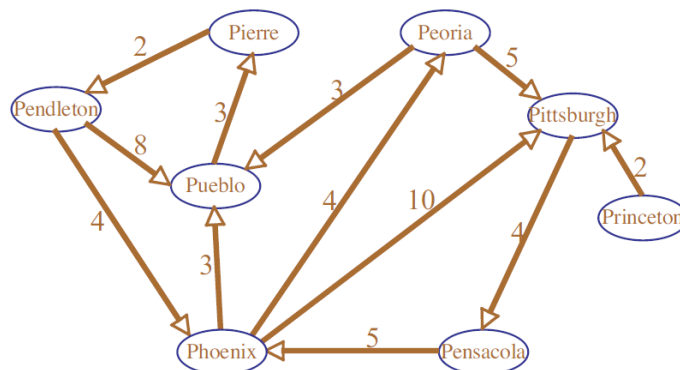 Pierre
Peoria
2
5
Pendleton
3
3
Pittsburgh
8
2
Pueblo
4
10
Princeton
4
4
3
5
Phoenix
Pensacola